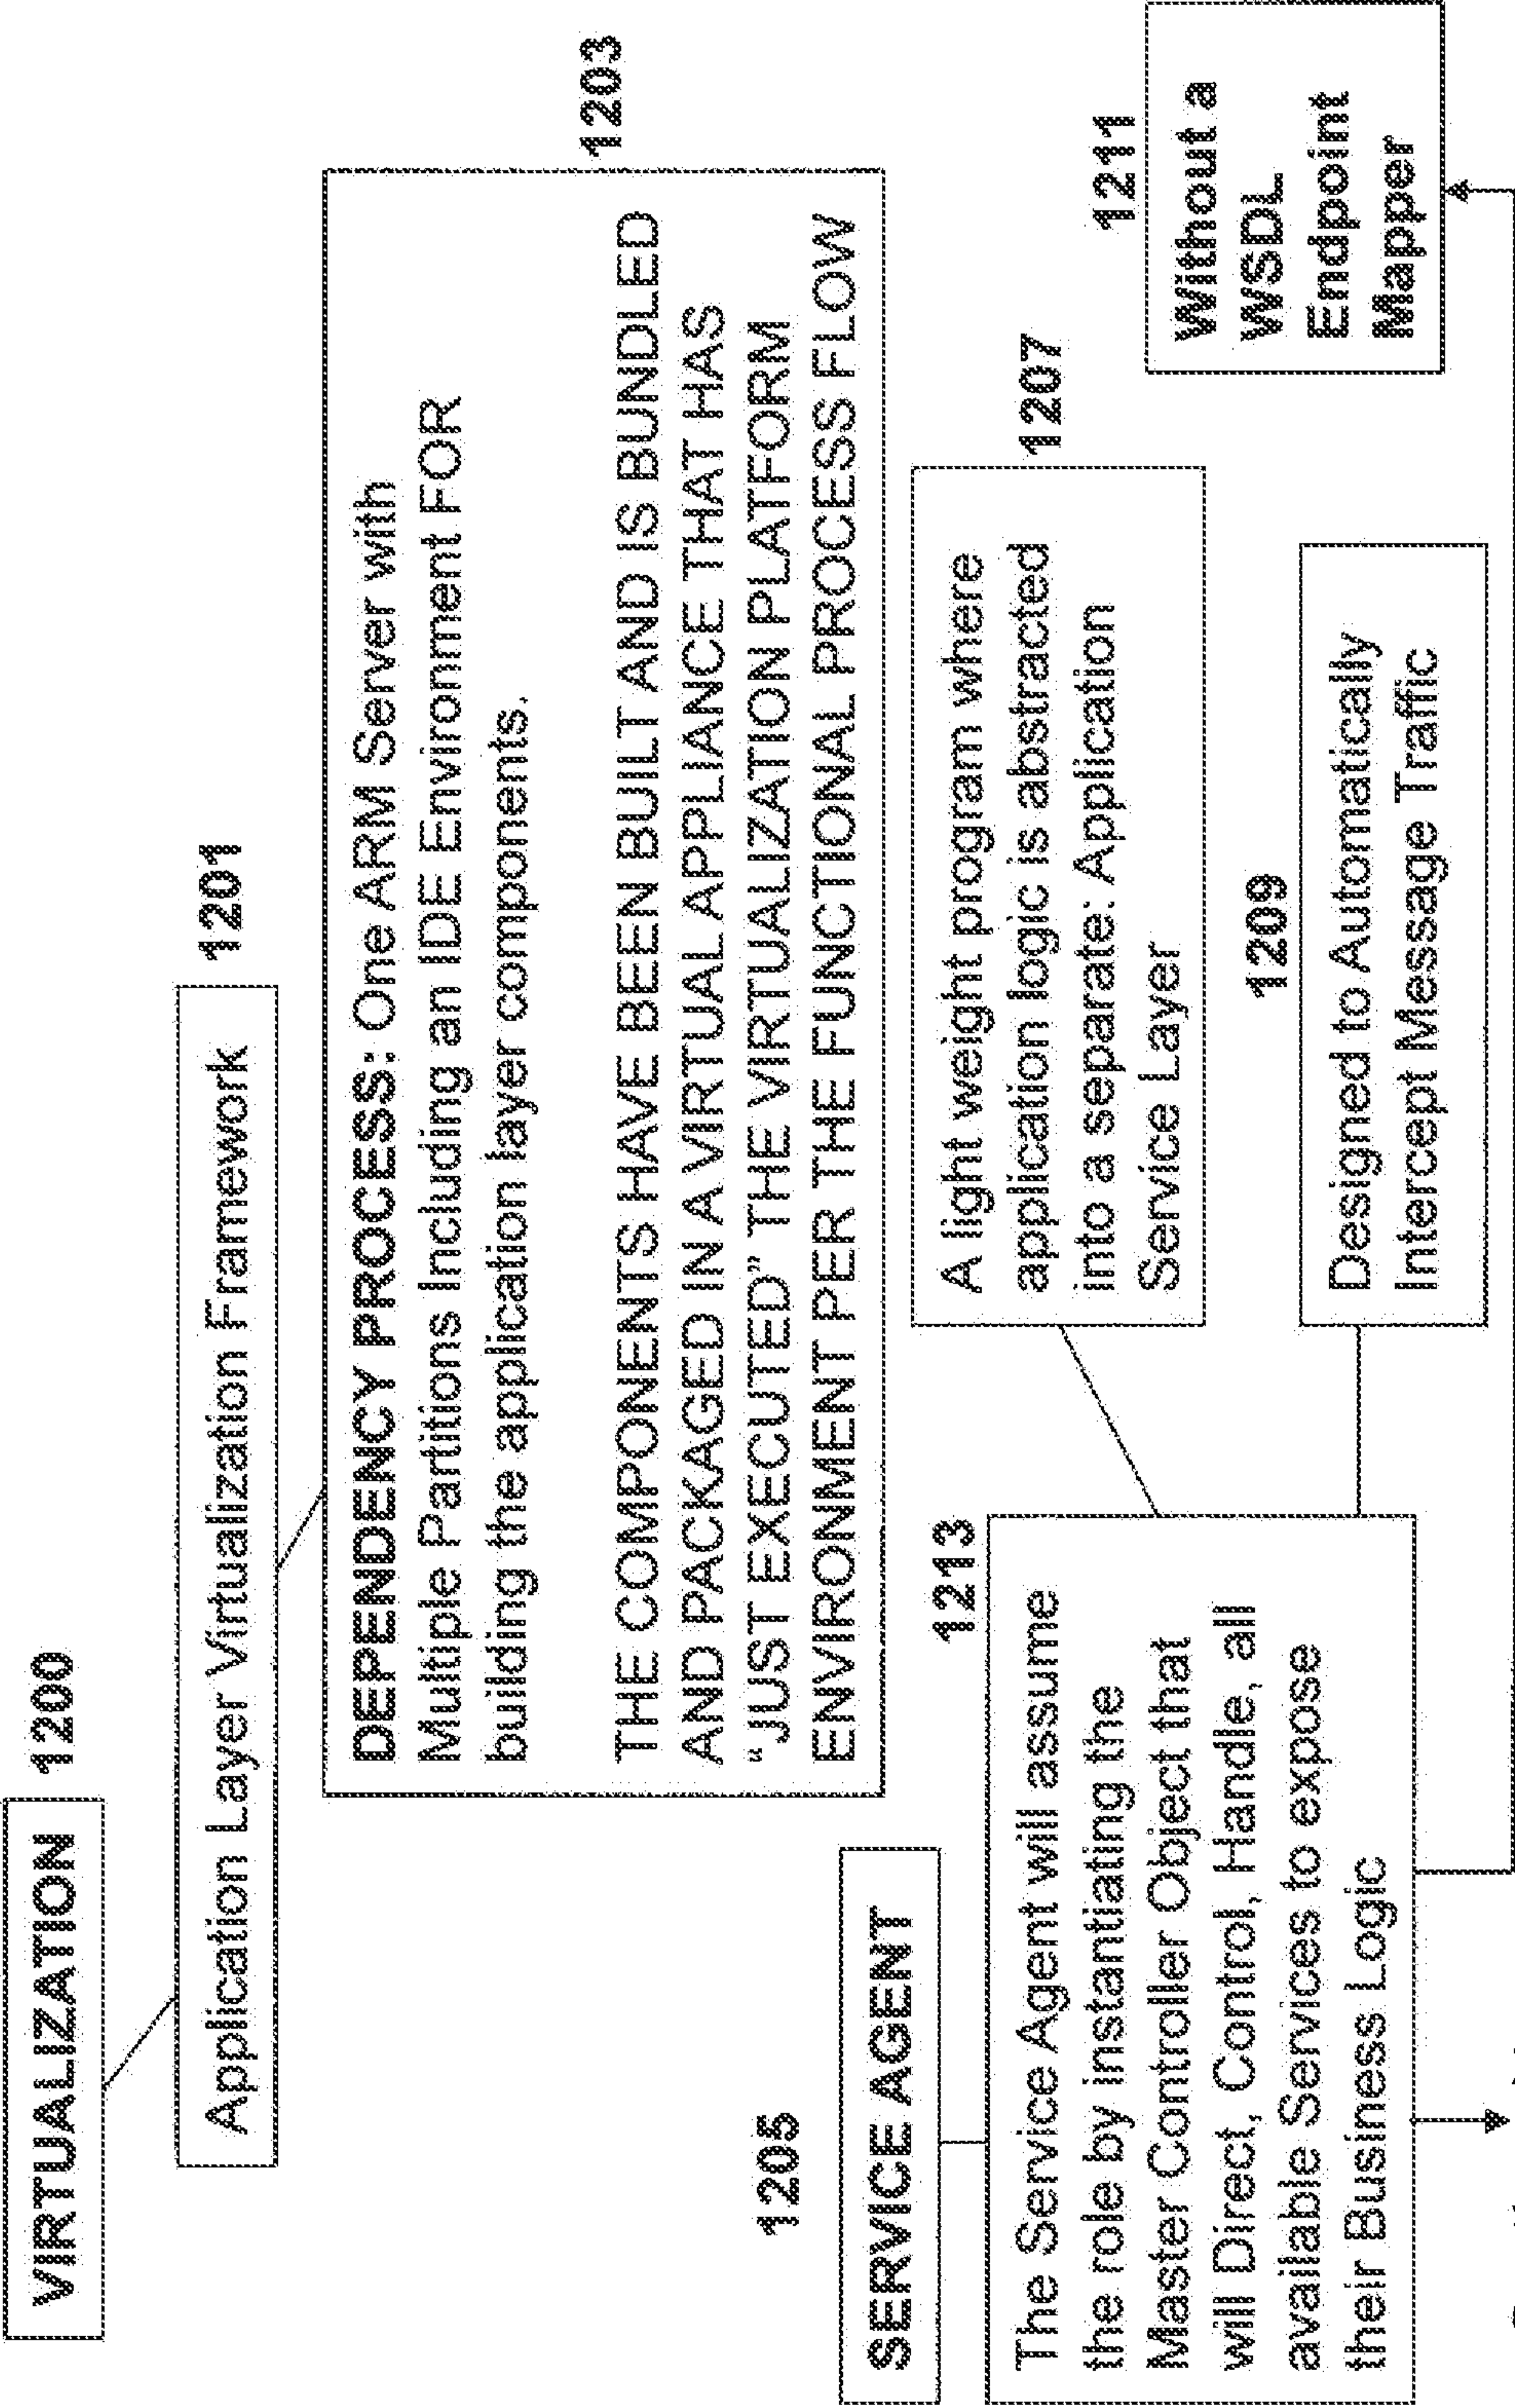 VIRTUALIZATION
1200
Application Layer Virtualization Framework
1201
DEPENDENCY PROCESS: One ARM Server with
Multiple Partitions Including an IDE Environment FOR
building the application layer components.
THE COMPONENTS HAVE BEEN BUILT AND IS BUNDLED
AND PACKAGED IN A VIRTUAL APPLIANCE THAT HAS
“JUST EXECUTED” THE VIRTUALIZATION PLATFORM
ENVIRONMENT PER THE FUNCTIONAL PROCESS FLOW
1203
1205
SERVICE AGENT
1213
The Service Agent will assume
the role by instantiating the
Master Controller Object that
will Direct, Control, Handle, all
available Services to expose
their Business Logic
1207
A light weight program where
application logic is abstracted
into a separate: Application
Service Layer
1209
Designed to Automatically
Intercept Message Traffic
1211
Without a
WSDL
Endpoint
Mapper